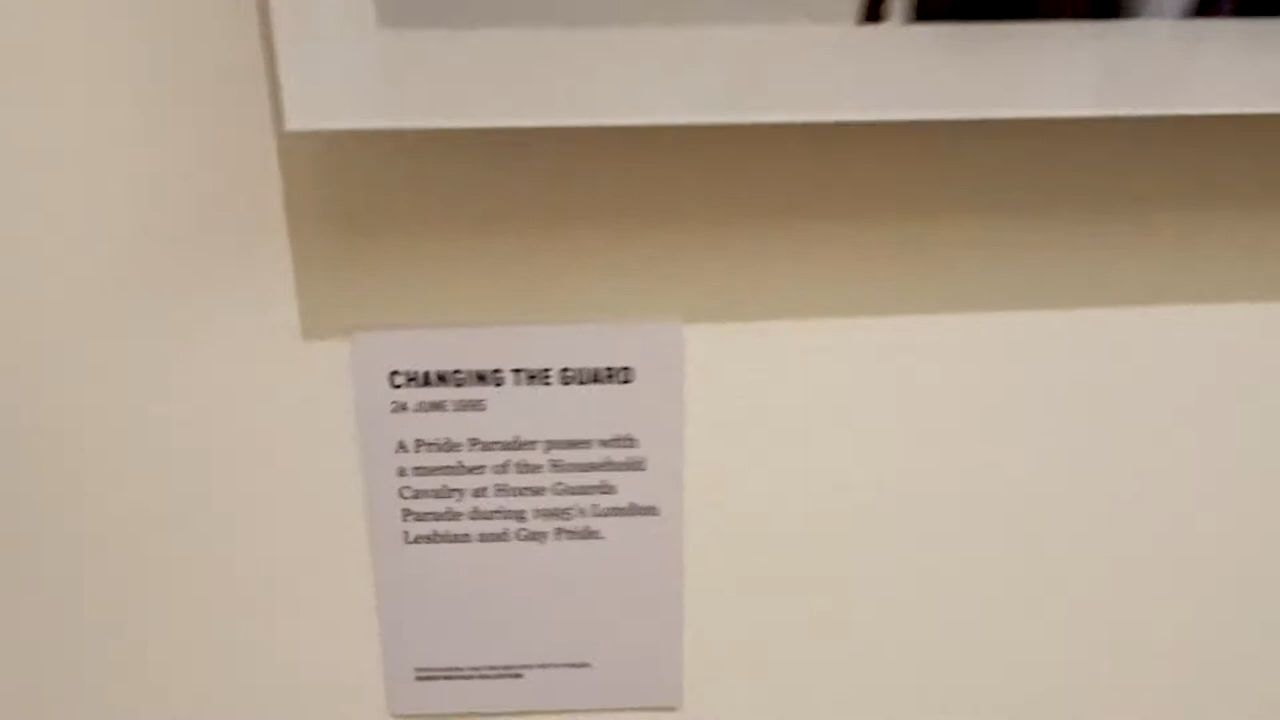 CHANGING THE GUARD
24 JUNE 1995
A Pride Parader poses with
a member of the Household
Cavalry at Horse Guards
Parade during 1995's London
Lesbian and Gay Pride.